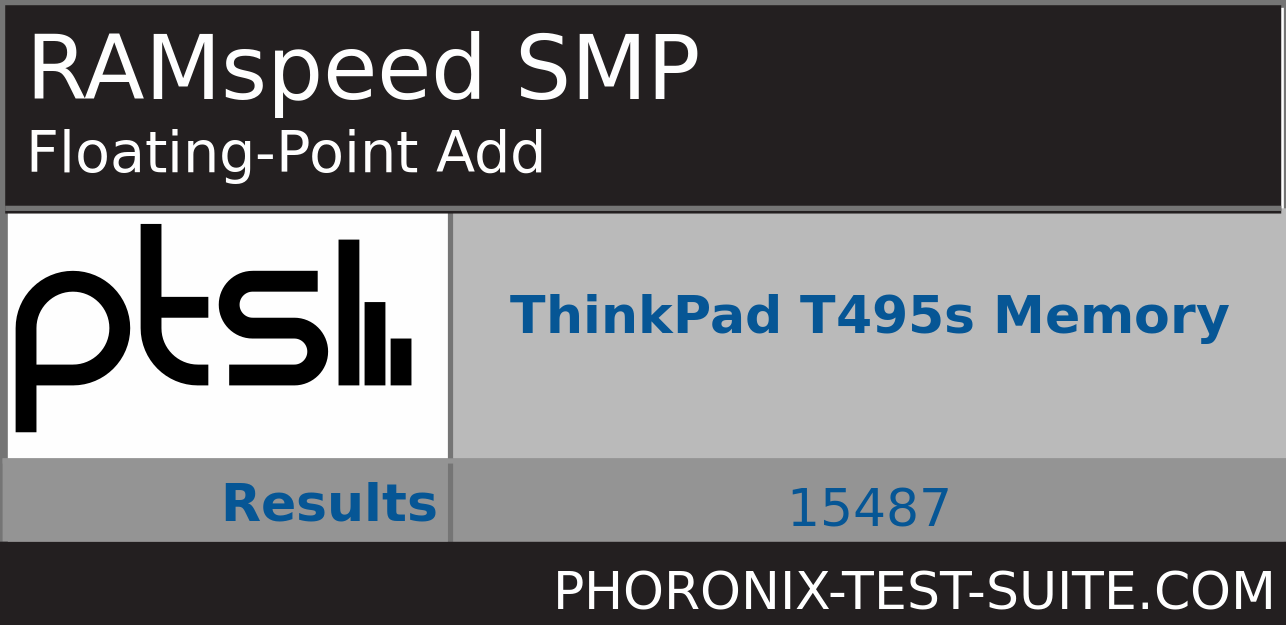 RAMspeed SMP
Floating-Point Add
pts
ThinkPad T495s Memory
Results 15487
PHORONIX-TEST-SUITE.COM